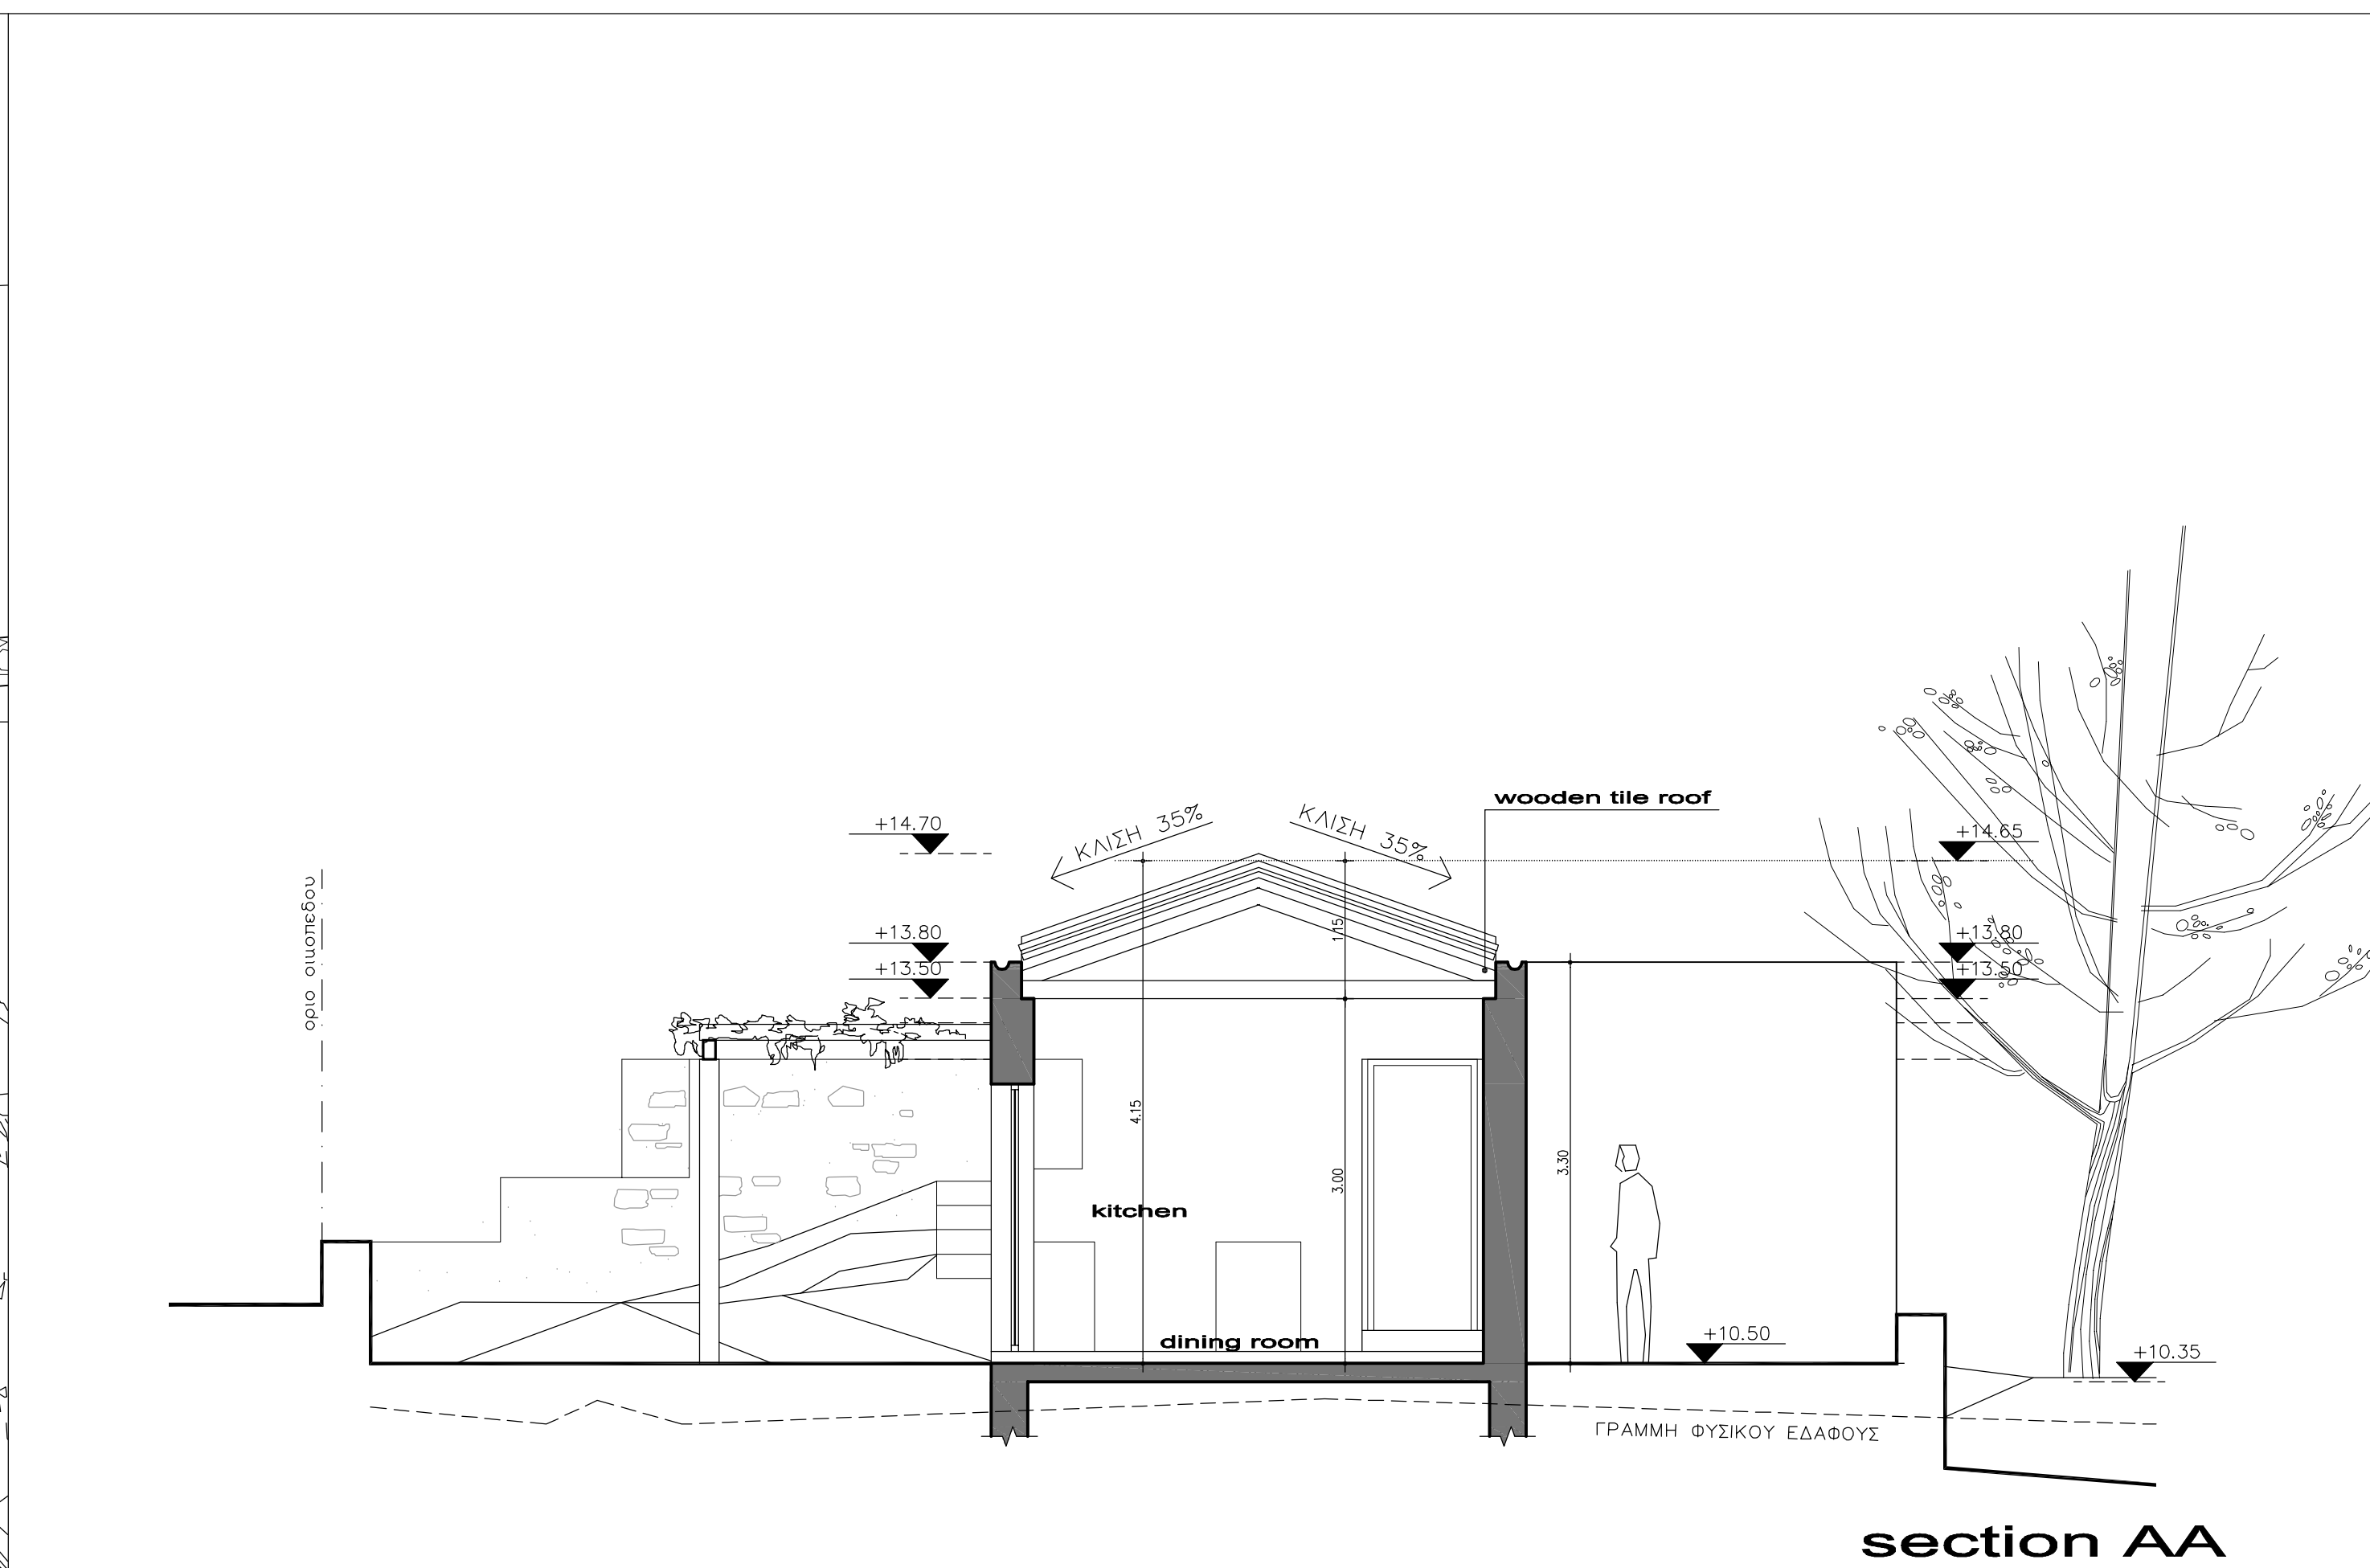 wooden tile roof
ΚΛΙΣΗ 35%
ΚΛΙΣΗ 35%
+14.70
+14.65
+13.80
+13.80
+13.50
+13.50
1.15
οριο οικοπεδου
4.15
3.00
3.30
kitchen
dining room
+10.50
+10.35
ΓΡΑΜΜΗ ΦΥΣΙΚΟΥ ΕΔΑΦΟΥΣ
section AA